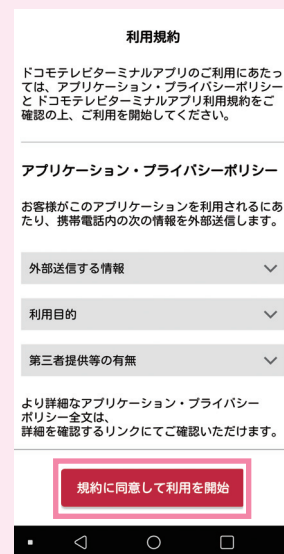 利用規約
ドコモテレビターミナルアプリのご利用にあたっ
ては、アプリケーション・プライバシーポリシー
と ドコモテレビターミナルアプリ利用規約をご
確認の上、ご利用を開始してください。
アプリケーション・プライバシーポリシー
お客様がこのアプリケーションを利用されるにあ
たり、携帯電話内の次の情報を外部送信します。
外部送信する情報
利用目的
第三者提供等の有無
より詳細なアプリケーション・プライバシー
ポリシー全文は、
詳細を確認するリンクにてご確認いただけます。
規約に同意して利用を開始